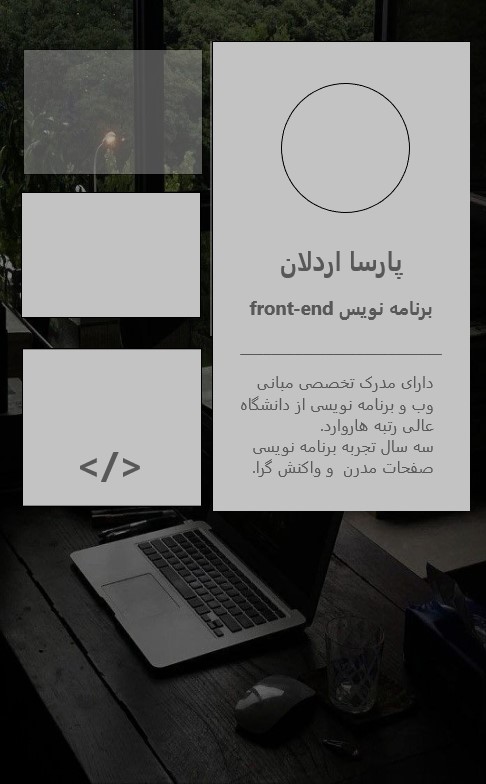 پارسا اردلان
برنامه نویس front-end
دارای مدرک تخصصی مبانی
وب و برنامه نویسی از دانشگاه
عالی رتبه هاروارد.
سه سال تجربه برنامه نویسی
صفحات مدرن و واکنش گرا.
</>